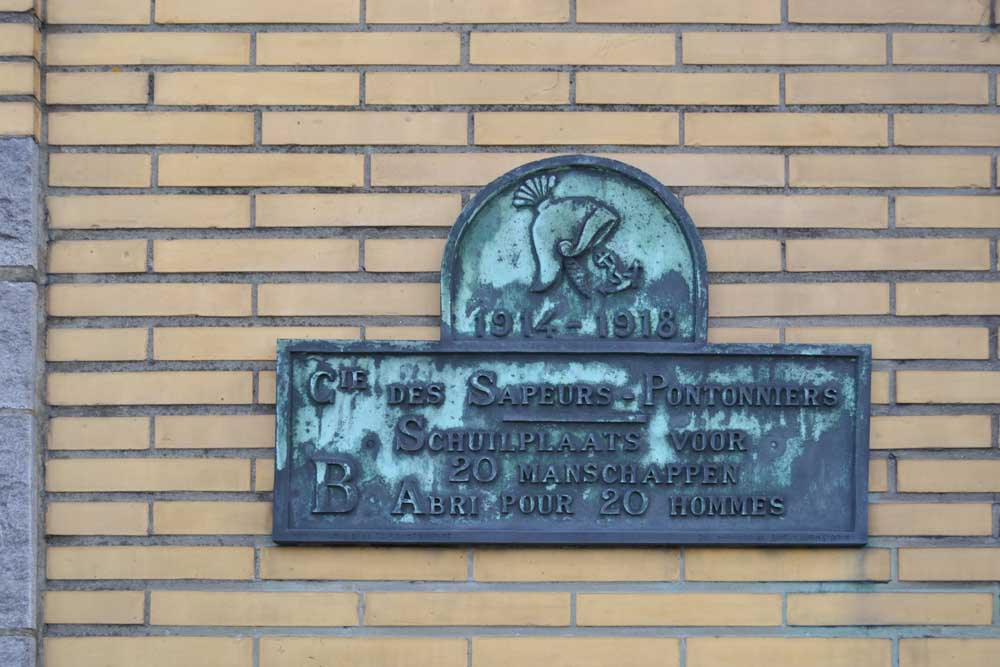 1914-1918
CIE DES SAPEURS-PONTONNIERS
SCHUILPLAATS VOOR
20 MANSCHAPPEN
B ABRI POUR 20 HOMMES